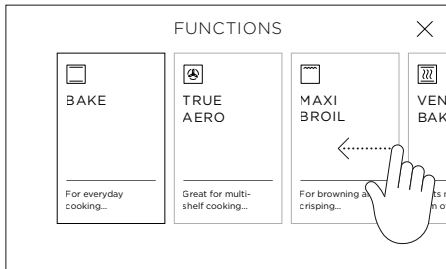 FUNCTIONS
BAKE
For everyday
cooking...
TRUE
AERO
Great for multi-
shelf cooking...
MAXI
BROIL
For browning a
crisping...
VEN
BAK